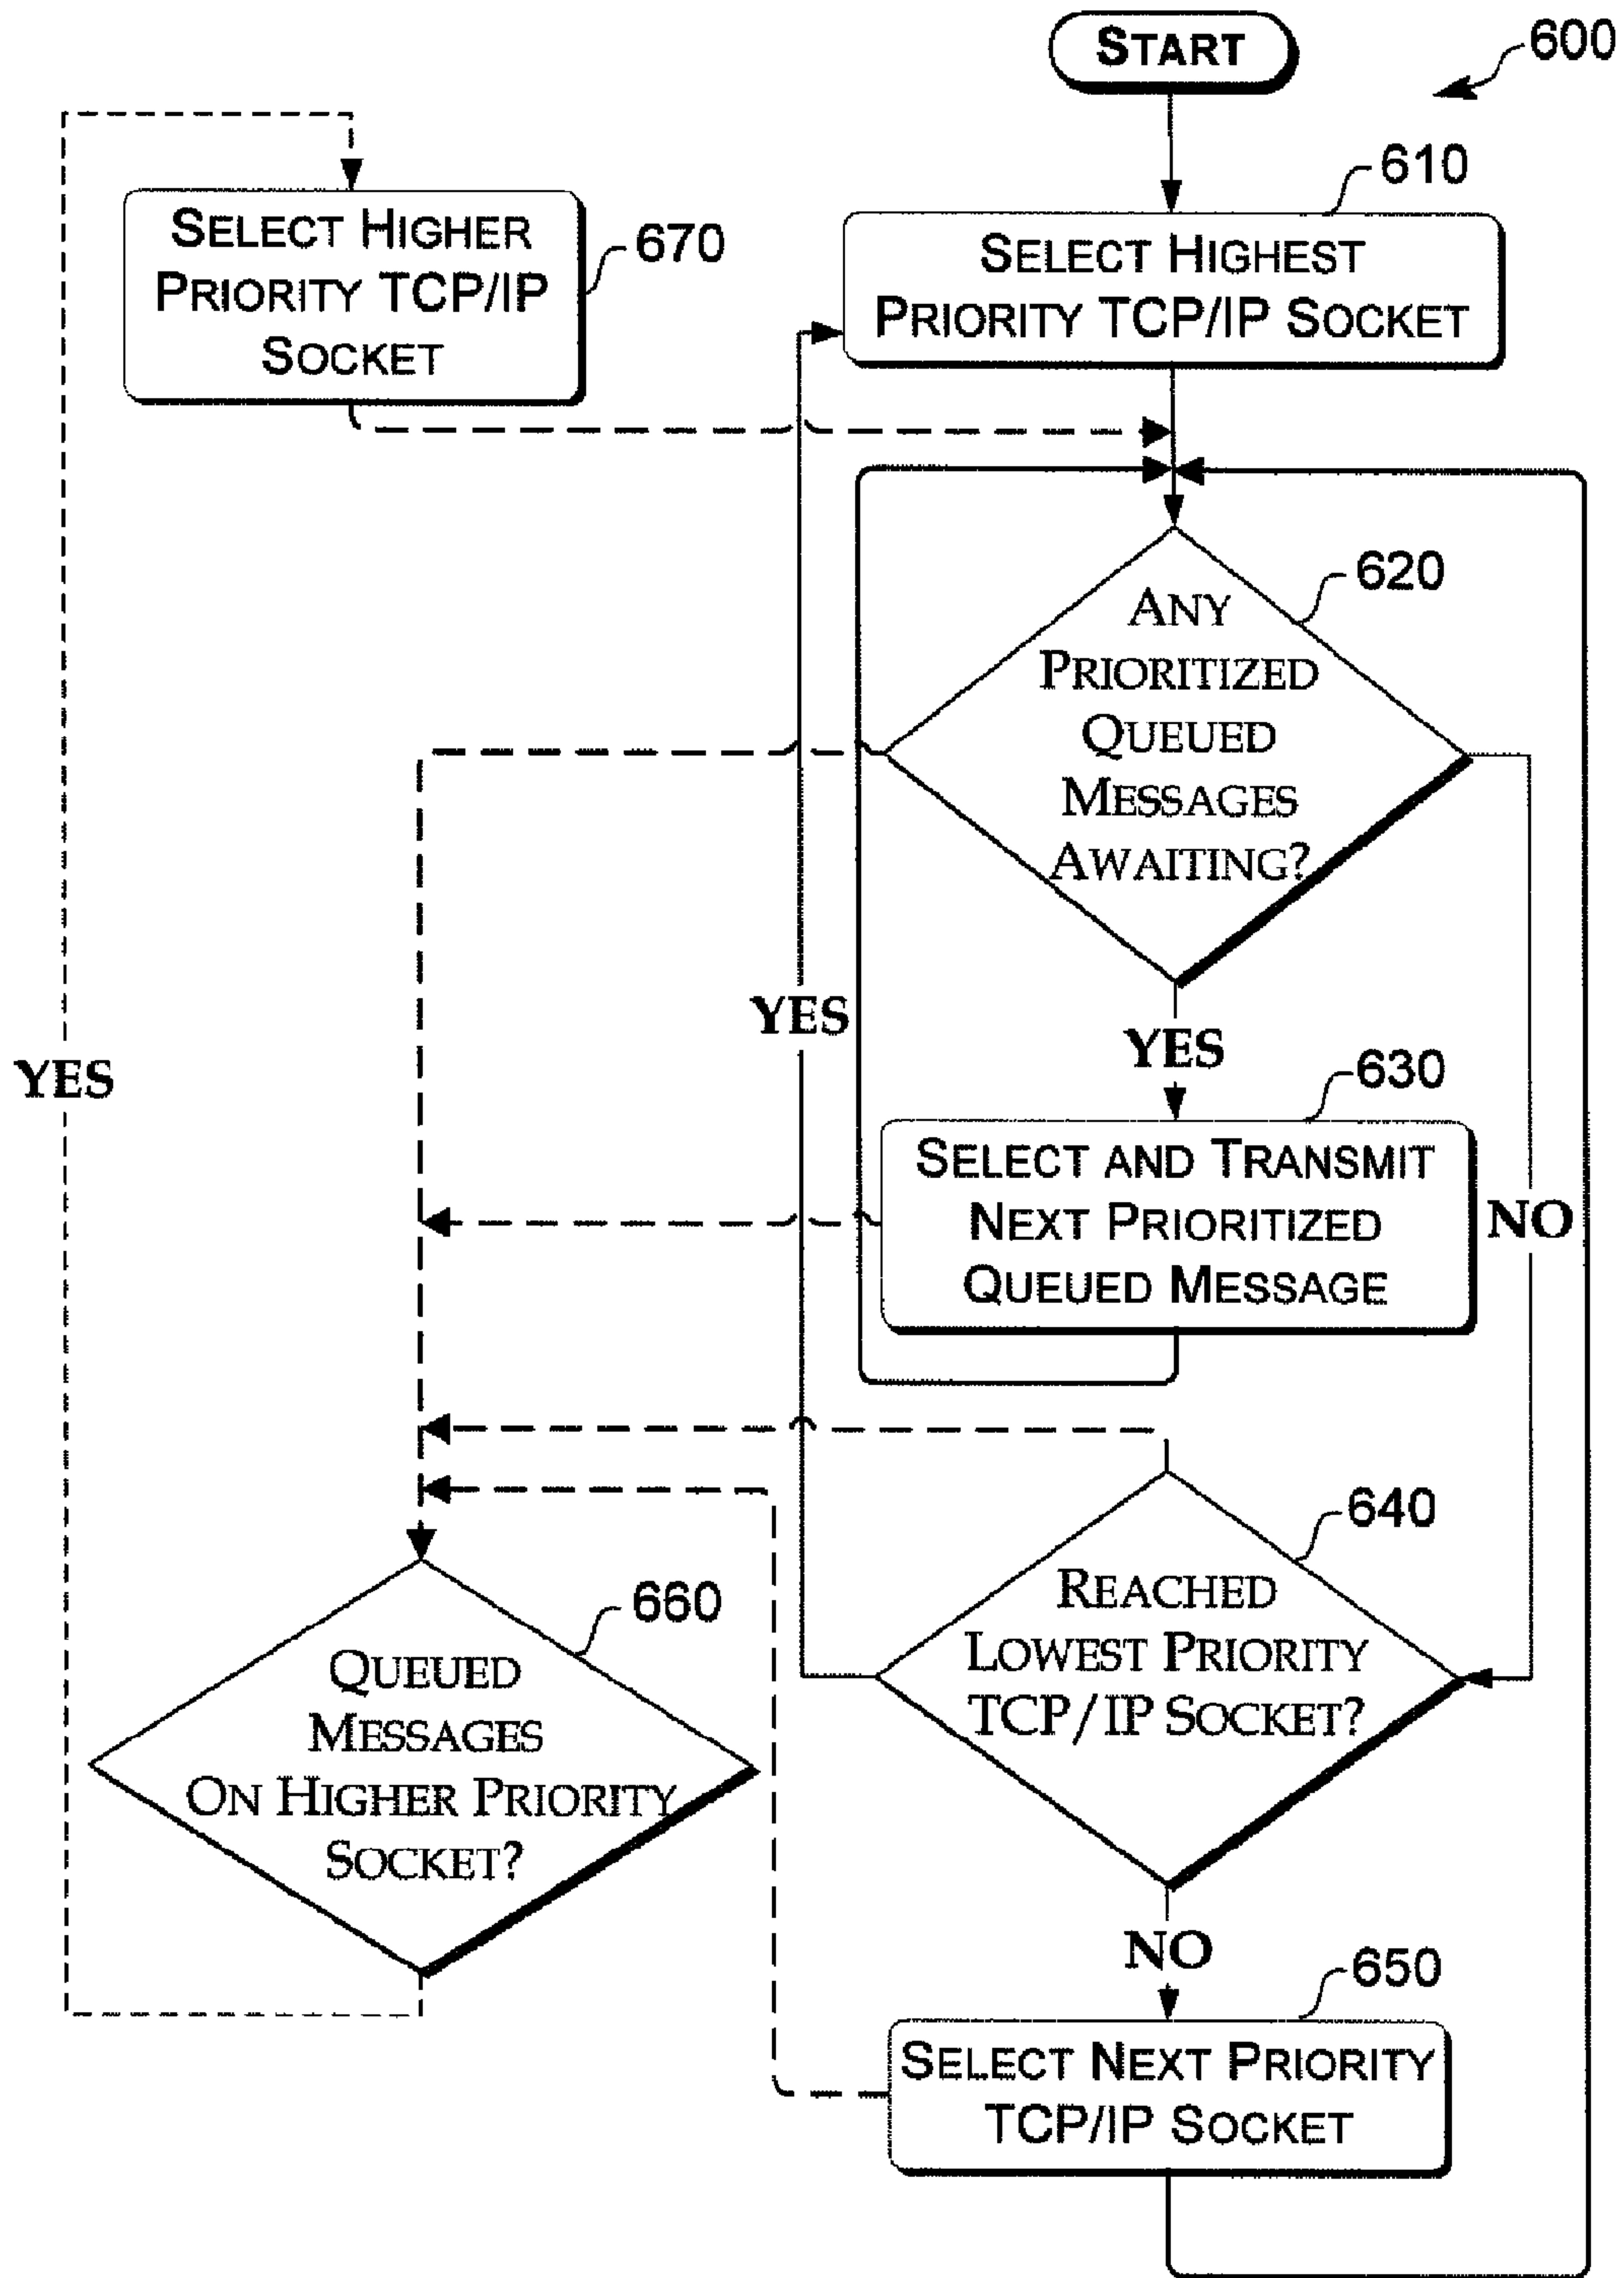 START
600
610
SELECT HIGHER
PRIORITY TCP/IP
SOCKET
670
SELECT HIGHEST
PRIORITY TCP/IP SOCKET
620
ANY
PRIORITIZED
QUEUED
MESSAGES
AWAITING?
YES
YES
YES
630
SELECT AND TRANSMIT
NEXT PRIORITIZED
QUEUED MESSAGE
NO
640
REACHED
LOWEST PRIORITY
TCP/IP SOCKET?
660
QUEUED
MESSAGES
ON HIGHER PRIORITY
SOCKET?
NO
650
SELECT NEXT PRIORITY
TCP/IP SOCKET